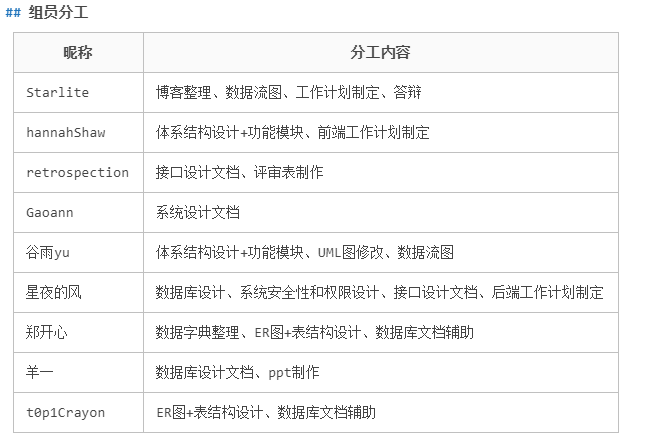 ## 组员分工
昵称 分工内容
Starlite 博客整理、数据流图、工作计划制定、答辩
hannahShaw 体系结构设计+功能模块、前端工作计划制定
retrospection 接口设计文档、评审表制作
Gaoann 系统设计文档
谷雨yu 体系结构设计+功能模块、UML图修改、数据流图
星夜的风 数据库设计、系统安全性和权限设计、接口设计文档、后端工作计划制定
郑开心 数据字典整理、ER图+表结构设计、数据库文档辅助
羊一 数据库设计文档、ppt制作
t0p1Crayon ER图+表结构设计、数据库文档辅助